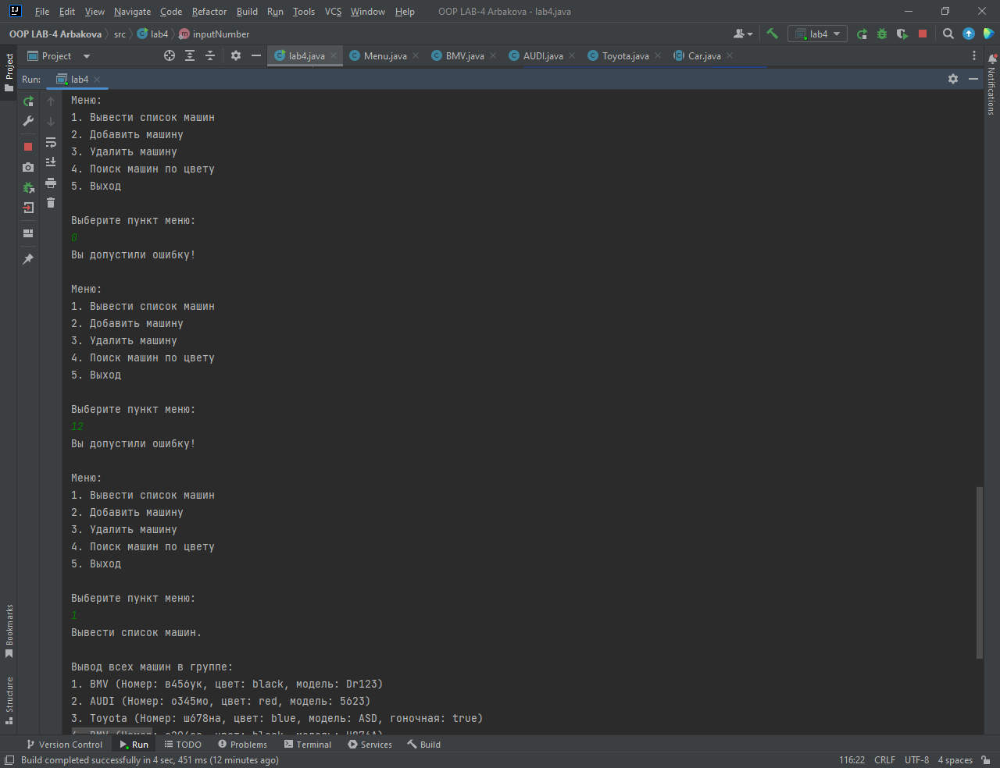 File Edit View Navigate Code Refactor Build Run Tools VCS Window Help OOP LAB-4 Arbakova - lab4.java
OOP LAB-4 Arbakova src lab4 inputNumber lab4
Project lab4.java Menu.java BMV.java AUDI.java Toyota.java Car.java
Run: lab4
Project
Notifications
Меню:
1. Вывести список машин
2. Добавить машину
3. Удалить машину
4. Поиск машин по цвету
5. Выход
Выберите пункт меню:
0
Вы допустили ошибку!
Меню:
1. Вывести список машин
2. Добавить машину
3. Удалить машину
4. Поиск машин по цвету
5. Выход
Выберите пункт меню:
12
Вы допустили ошибку!
Меню:
1. Вывести список машин
2. Добавить машину
3. Удалить машину
4. Поиск машин по цвету
5. Выход
Выберите пункт меню:
1
Вывести список машин.
Вывод всех машин в группе:
1. BMV (Номер: в456ук, цвет: black, модель: Dr123)
2. AUDI (Номер: о345мо, цвет: red, модель: 5623)
3. Toyota (Номер: ш678на, цвет: blue, модель: ASD, гоночная: true)
Bookmarks
Structure
Version Control Run TODO Problems Terminal Services Build
Build completed successfully in 4 sec, 451 ms (12 minutes ago) 116:22 CRLF UTF-8 4 spaces